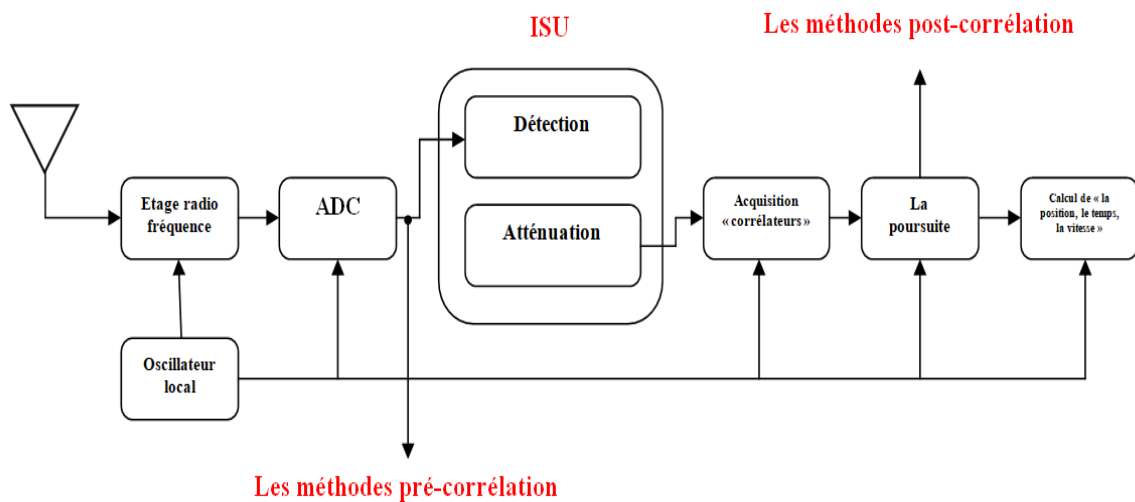 ISU
Les méthodes post-corrélation
Détection
Etage radio
fréquence
ADC
Atténuation
Acquisition
« corrélateurs »
La
poursuite
Calcul de « la
position, le temps,
la vitesse »
Oscillateur
local
Les méthodes pré-corrélation